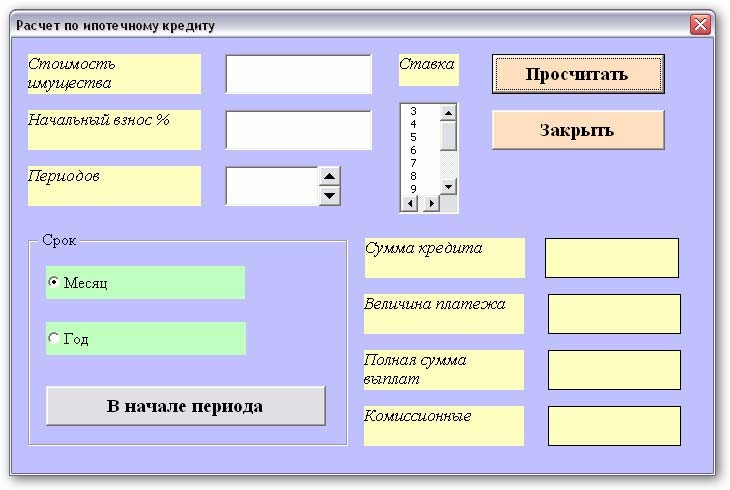 Расчет по ипотечному кредиту
Стоимость
имущества
Ставка
Просчитать
Начальный взнос %
3
4
5
6
7
8
9
Закрыть
Периодов
Срок
Месяц
Год
В начале периода
Сумма кредита
Величина платежа
Полная сумма
выплат
Комиссионные